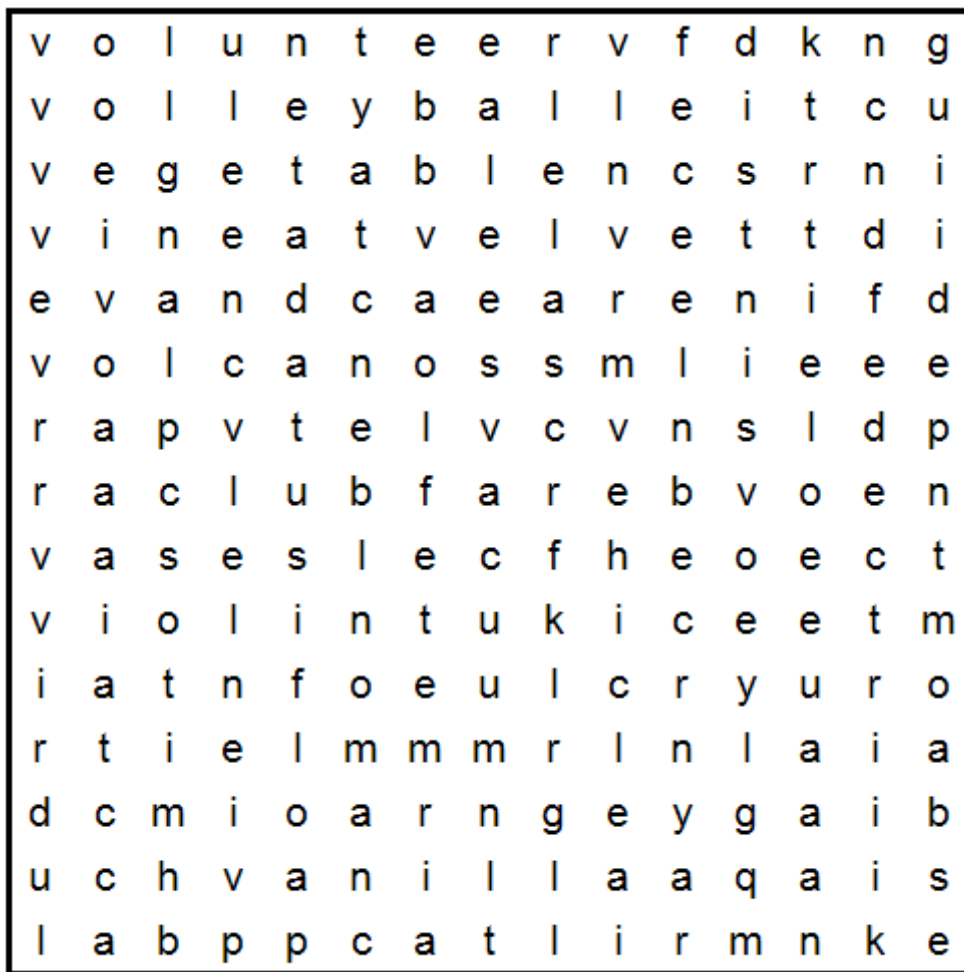 v o l u n t e e r v f d k n g
v o l l e y b a l l e i t c u
v e g e t a b l e n c s r n i
v i n e a t v e l v e t t d i
e v a n d c a e a r e n i f d
v o l c a n o s s m l i e e e
r a p v t e l v c v n s l d p
r a c l u b f a r e b v o e n
v a s e s l e c f h e o e c t
v i o l i n t u k i c e e t m
i a t n f o e u l c r y u r o
r t i e l m m m r l n l a i a
d c m i o a r n g e y g a i b
u c h v a n i l l a a q a i s
l a b p p c a t l i r m n k e